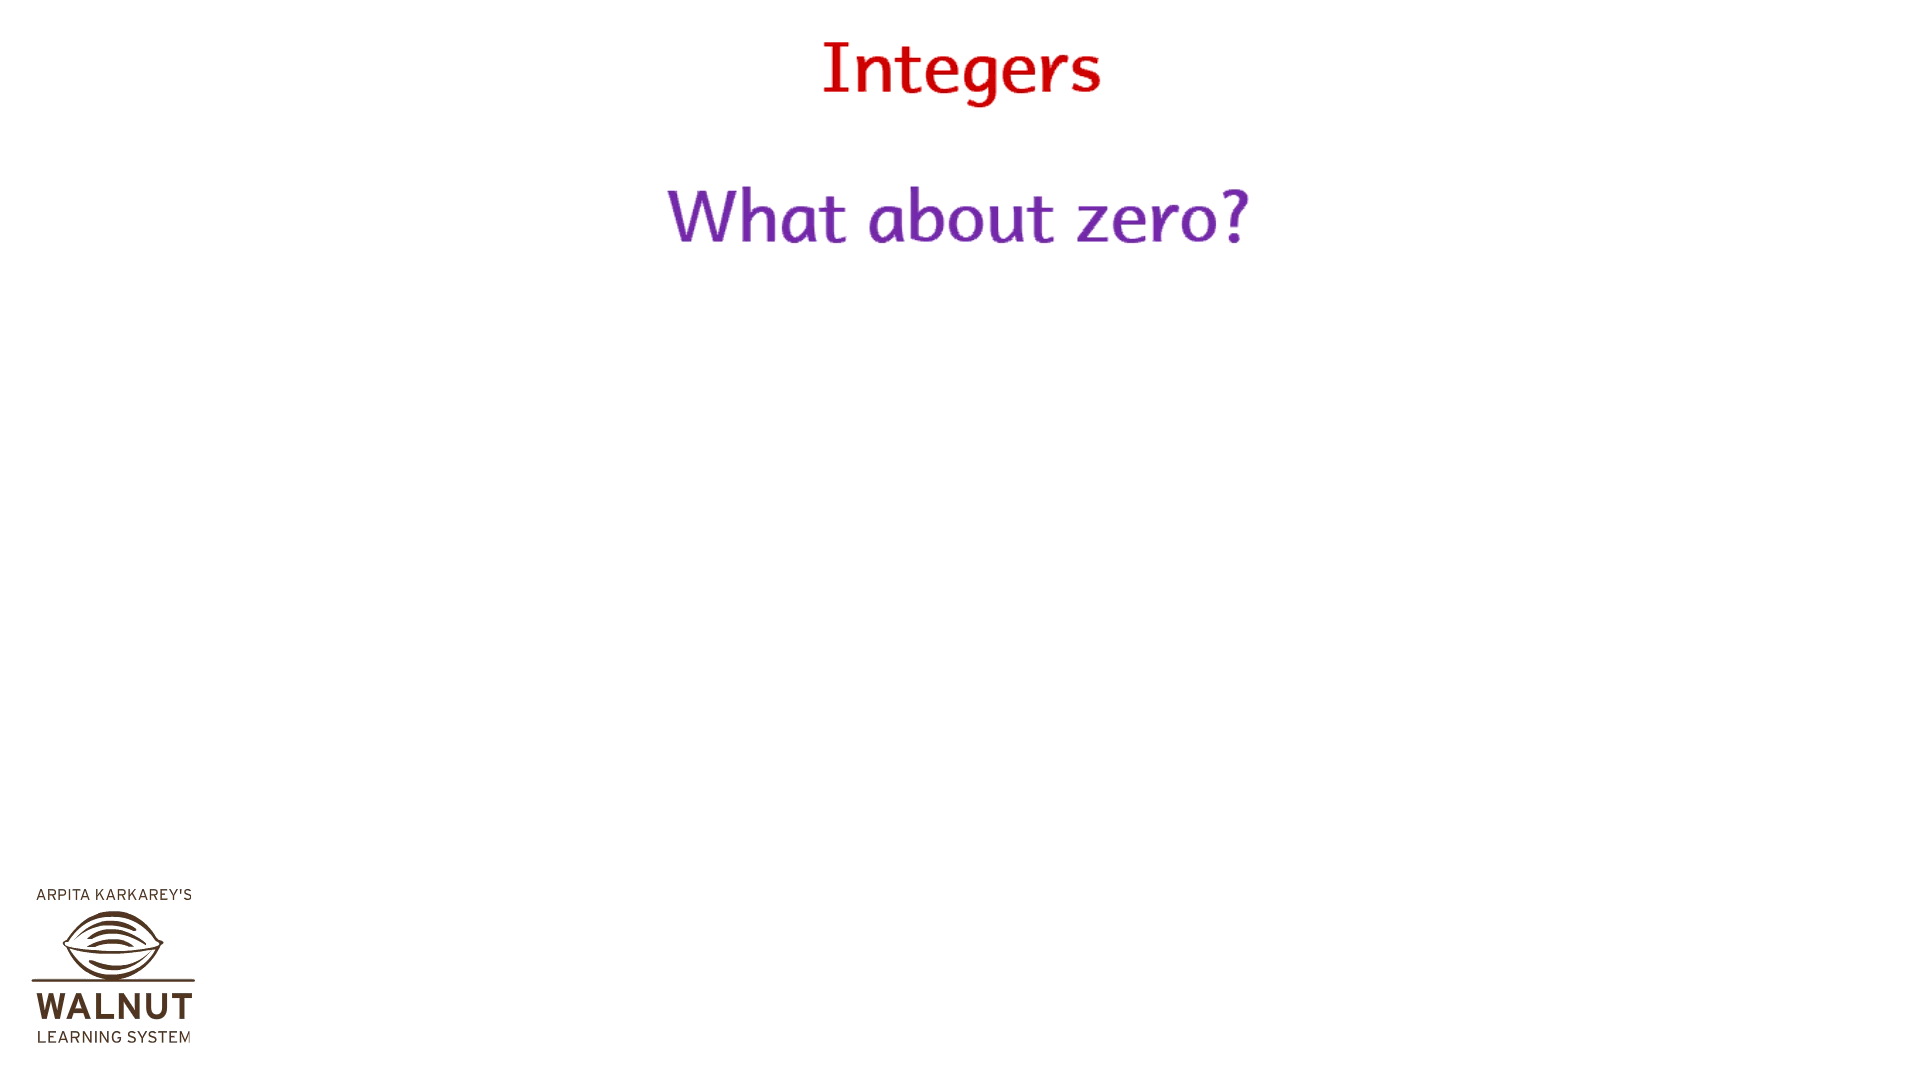 Integers
What about zero?
ARPITA KARKAREY'S
WALNUT
LEARNING SYSTEM